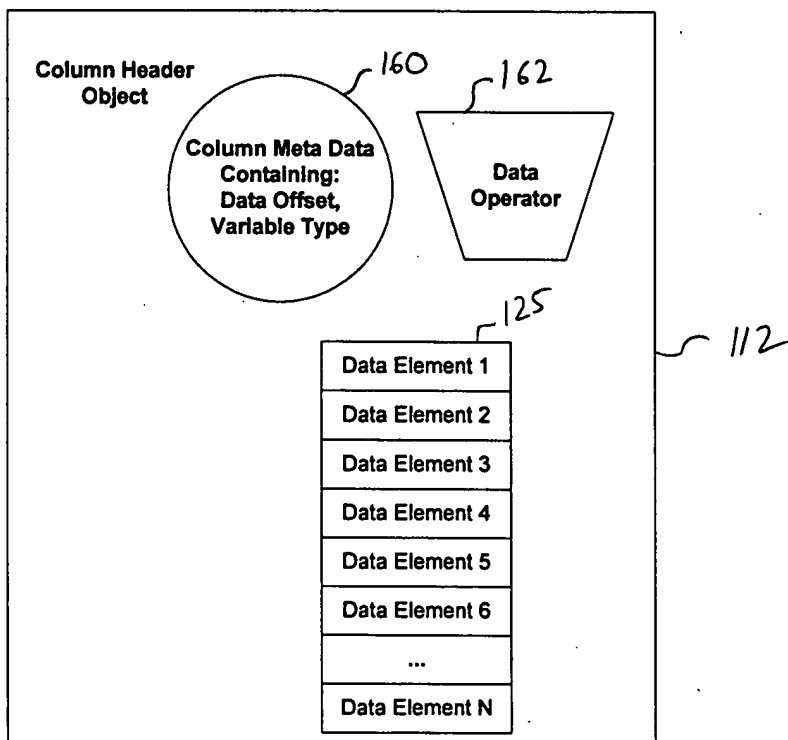 Column Header
Object
160
162
Column Meta Data
Containing:
Data Offset,
Variable Type
Data
Operator
125
112
Data Element 1
Data Element 2
Data Element 3
Data Element 4
Data Element 5
Data Element 6
...
Data Element N